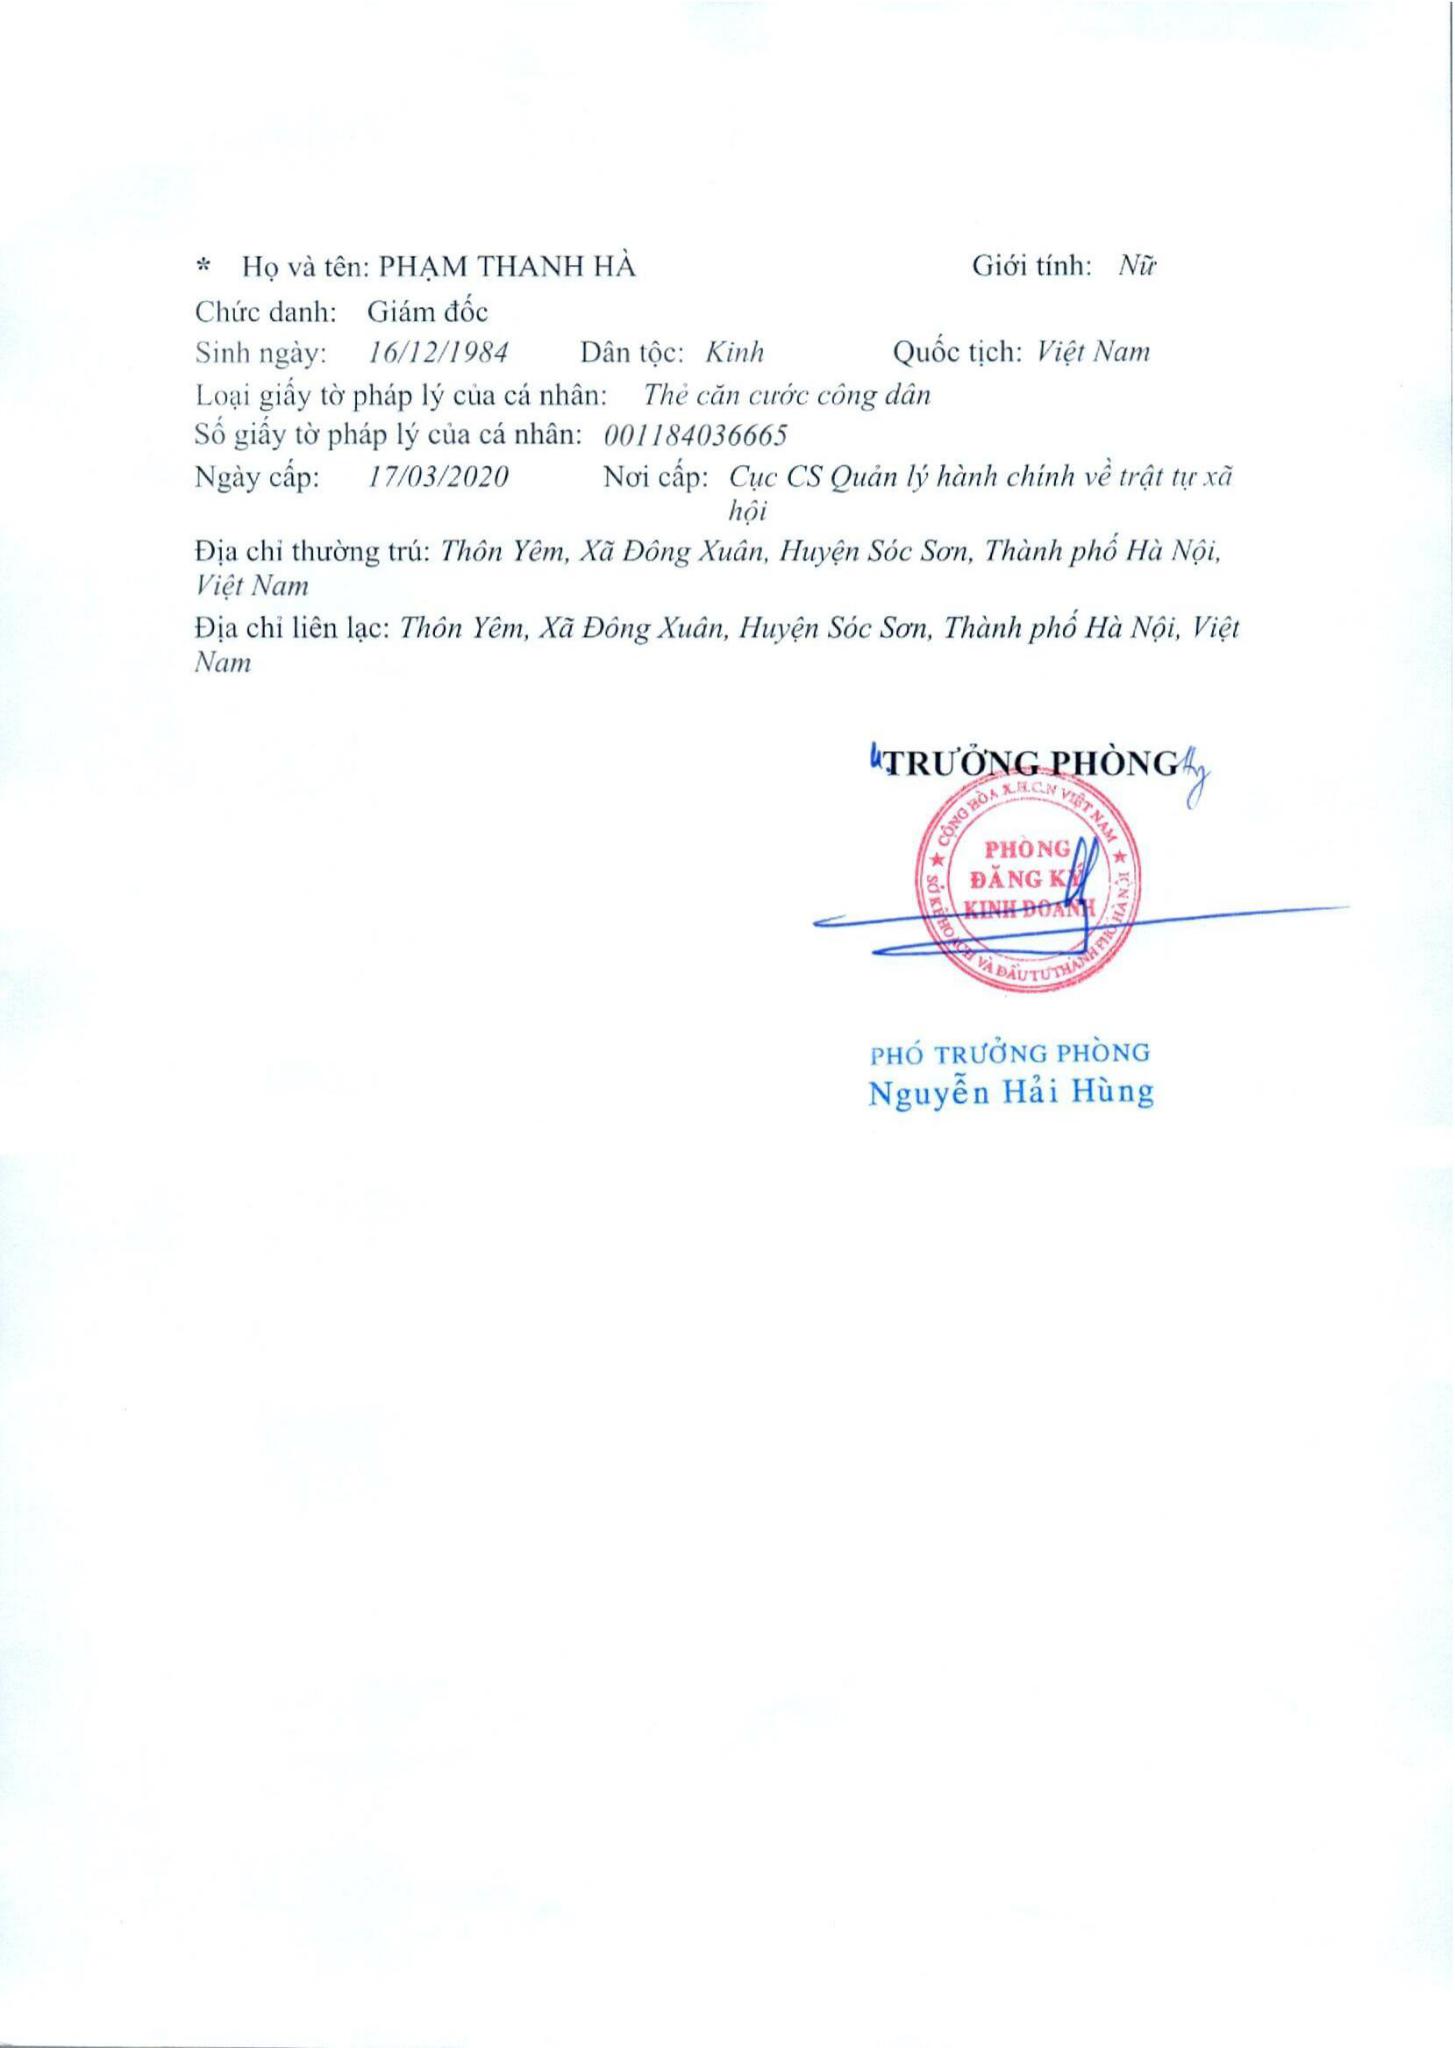 * Họ và tên: PHẠM THANH HÀ Giới tính: Nữ
Chức danh: Giám đốc
Sinh ngày: 16/12/1984 Dân tộc: Kinh Quốc tịch: Việt Nam
Loại giấy tờ pháp lý của cá nhân: Thẻ căn cước công dân
Số giấy tờ pháp lý của cá nhân: 001184036665
Ngày cấp: 17/03/2020 Nơi cấp: Cục CS Quản lý hành chính về trật tự xã
hội
Địa chỉ thường trú: Thôn Yêm, Xã Đông Xuân, Huyện Sóc Sơn, Thành phố Hà Nội,
Việt Nam
Địa chỉ liên lạc: Thôn Yêm, Xã Đông Xuân, Huyện Sóc Sơn, Thành phố Hà Nội, Việt
Nam
TRƯỞNG PHÒNG
CỘNG HÒA X.H.C.N VIỆT NAM
PHÒNG
ĐĂNG KÝ
KINH DOANH
SỞ KẾ HOẠCH VÀ ĐẦU TƯ THÀNH PHỐ HÀ NỘI
PHÓ TRƯỞNG PHÒNG
Nguyễn Hải Hùng